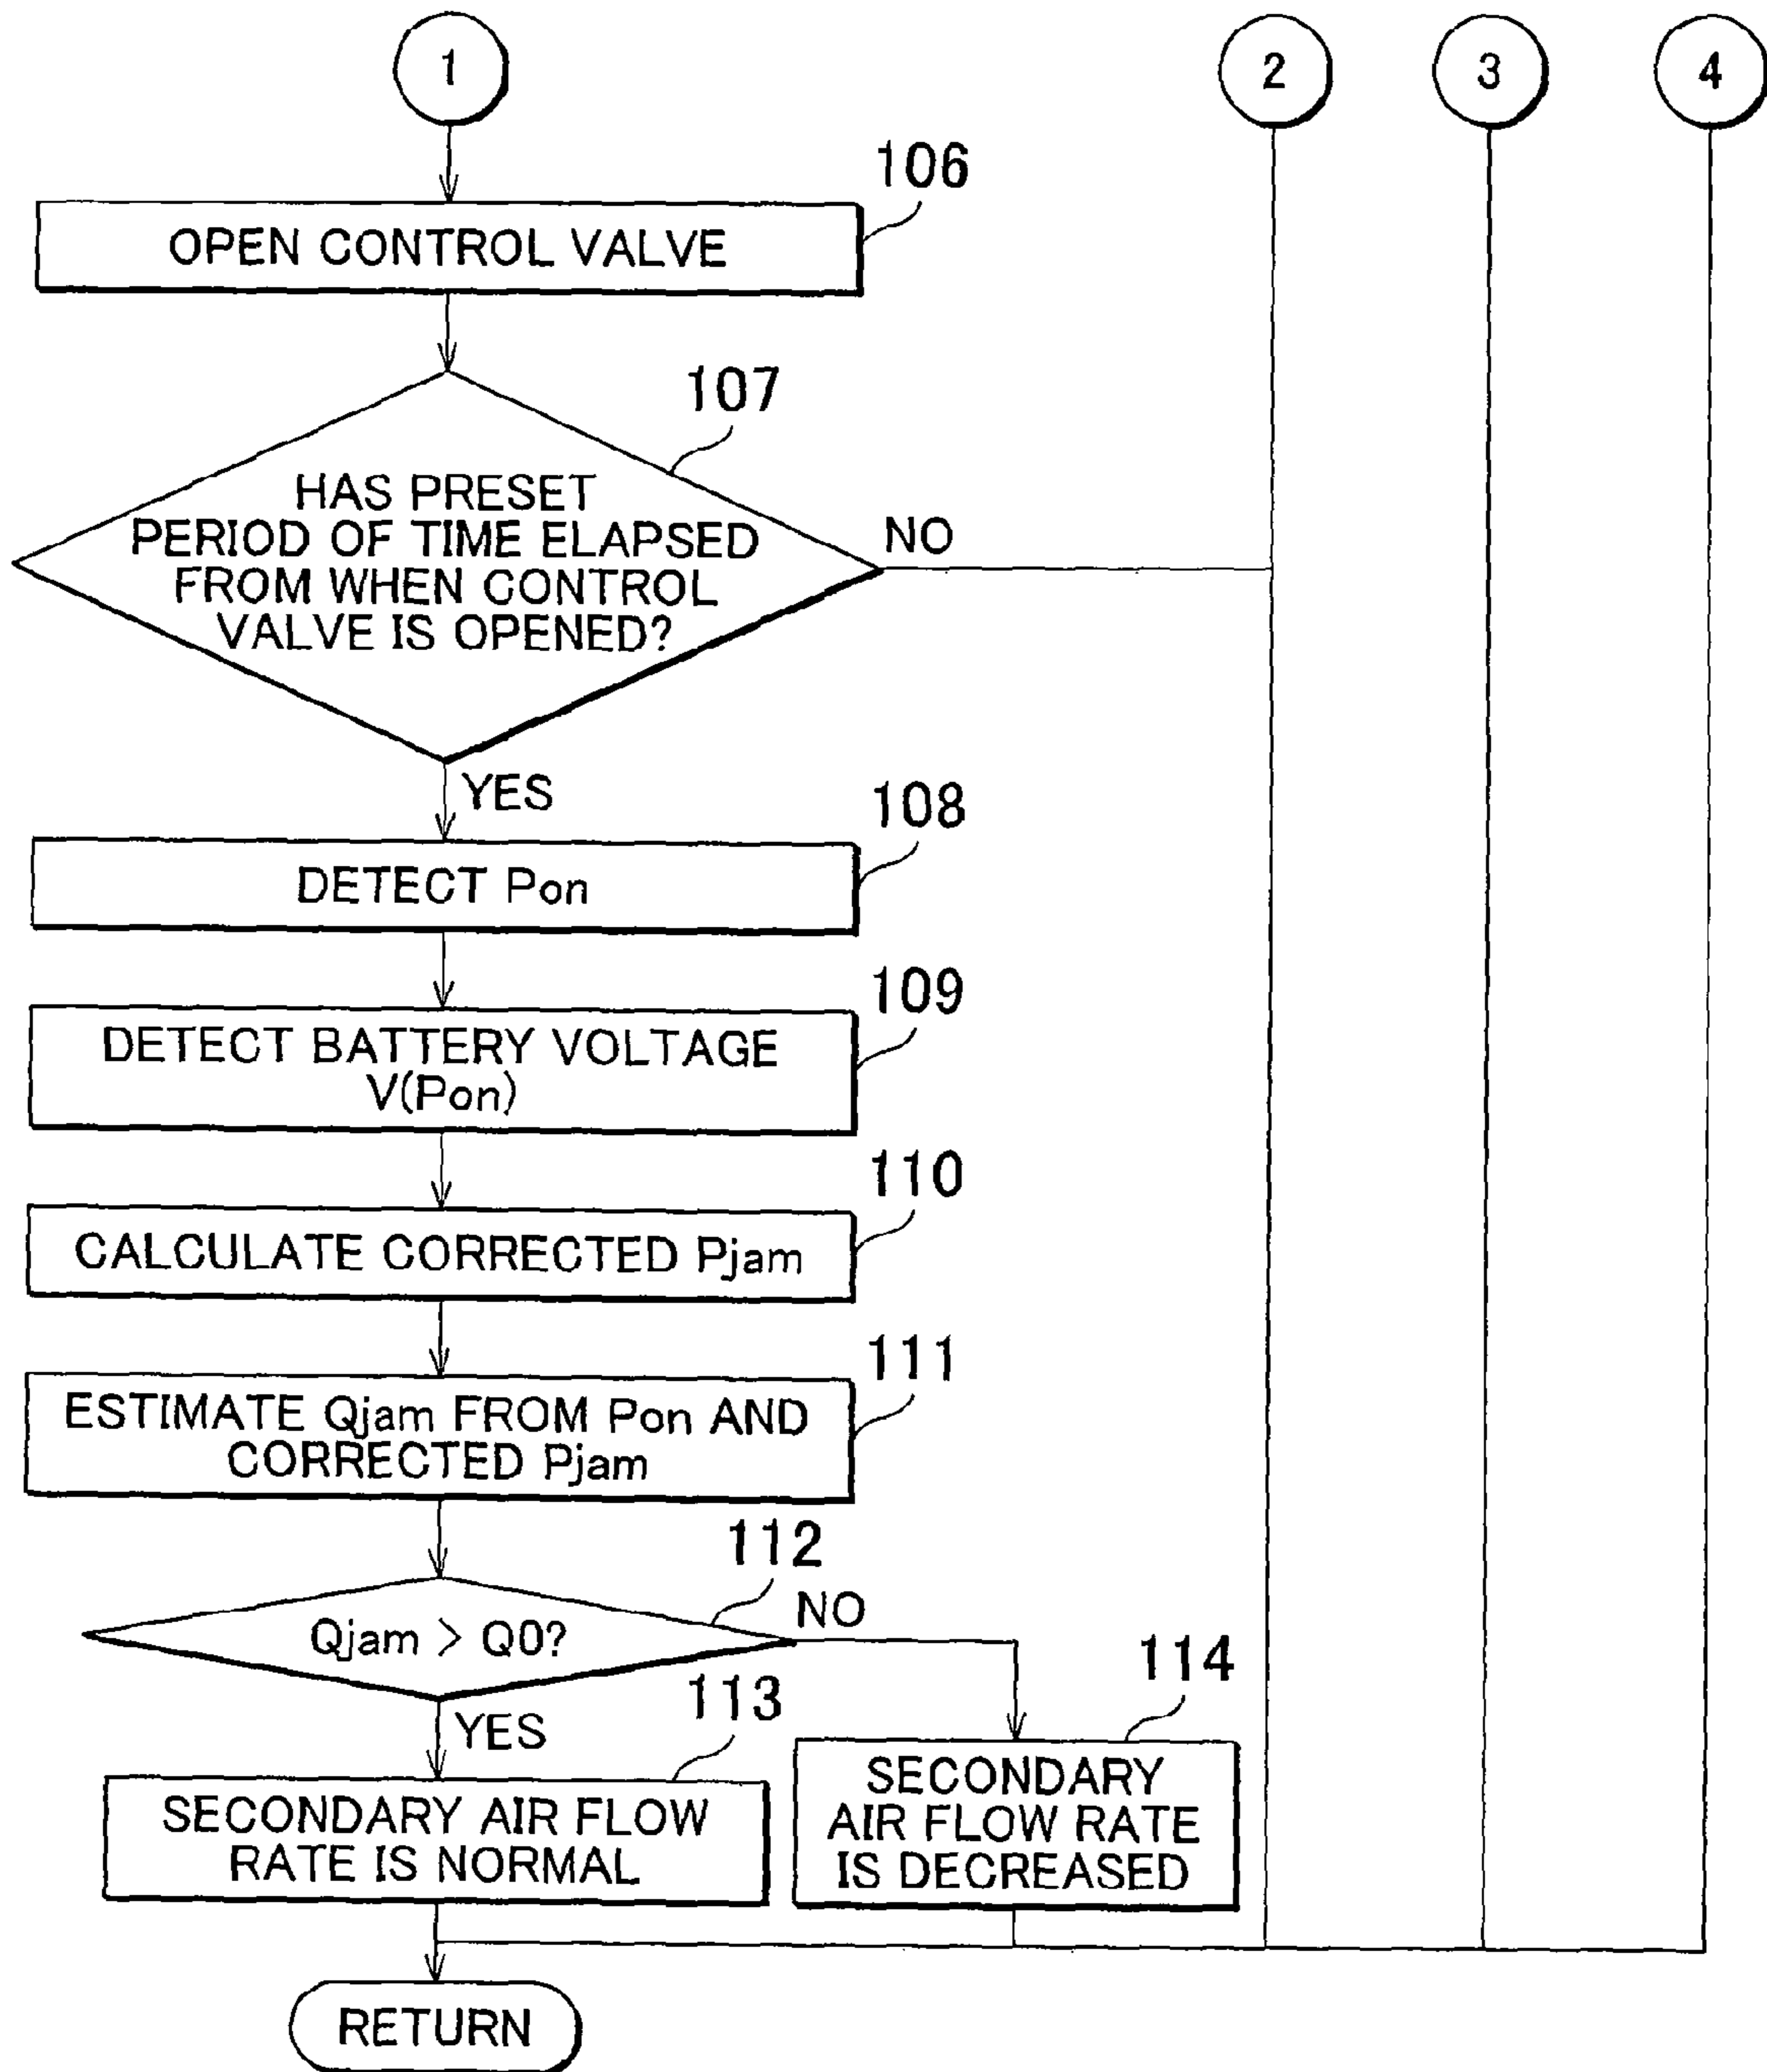 1
2
3
4
106
OPEN CONTROL VALVE
107
HAS PRESET
PERIOD OF TIME ELAPSED
FROM WHEN CONTROL
VALVE IS OPENED?
NO
YES
108
DETECT Pon
109
DETECT BATTERY VOLTAGE
V(Pon)
110
CALCULATE CORRECTED Pjam
111
ESTIMATE Qjam FROM Pon AND
CORRECTED Pjam
112
Qjam > Q0?
NO
YES
113
SECONDARY AIR FLOW
RATE IS NORMAL
114
SECONDARY
AIR FLOW RATE
IS DECREASED
RETURN